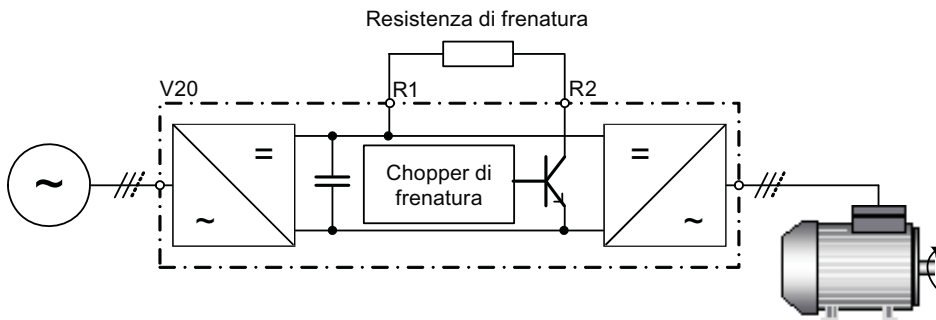 Resistenza di frenatura
V20
R1
R2
=
=
Chopper di
frenatura
~
~
~